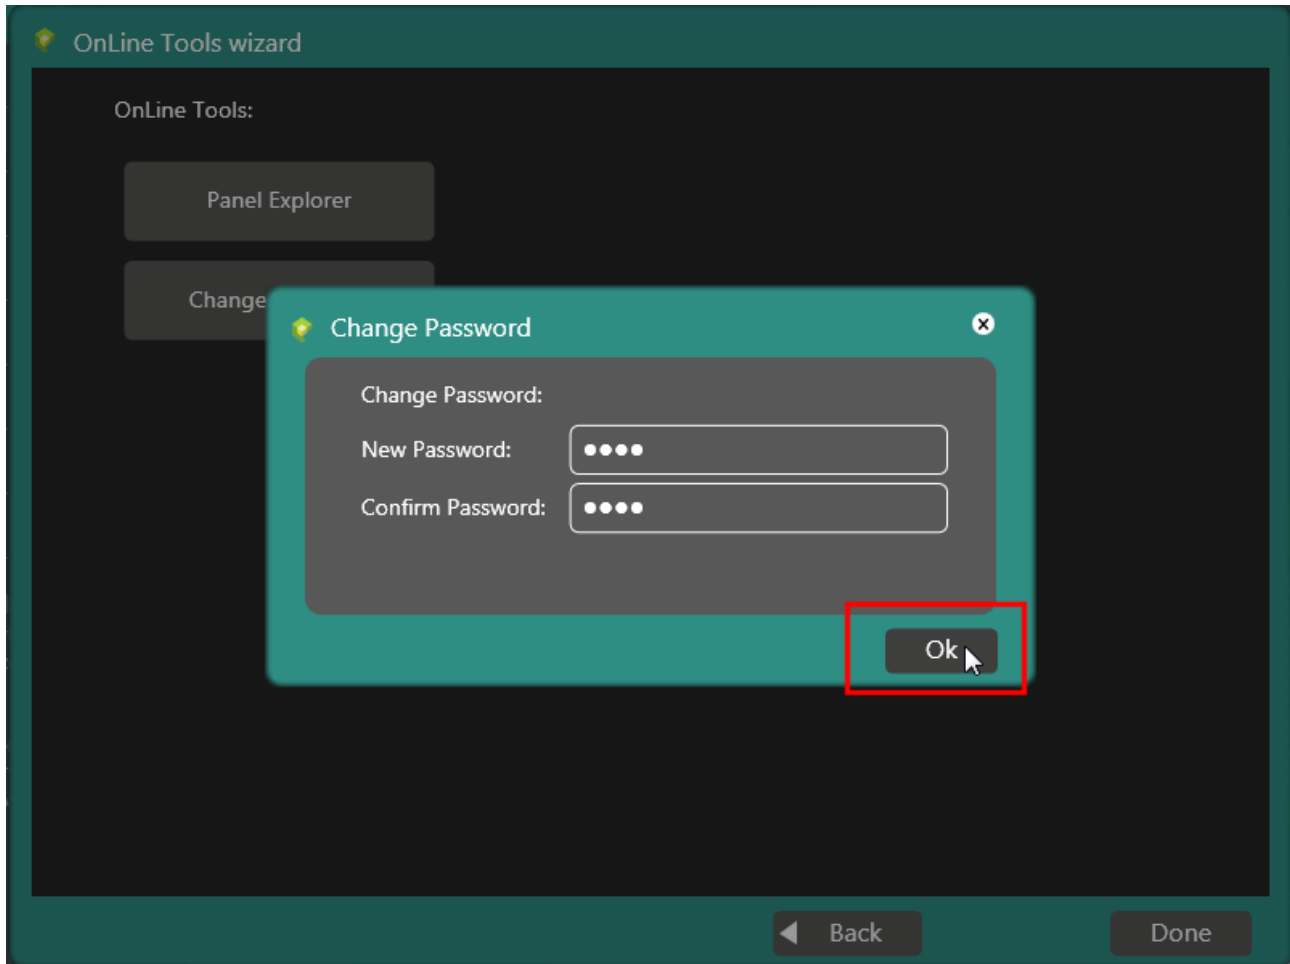 OnLine Tools wizard
OnLine Tools:
Panel Explorer
Change
Change Password
Change Password:
New Password:
Confirm Password:
Ok
Back
Done